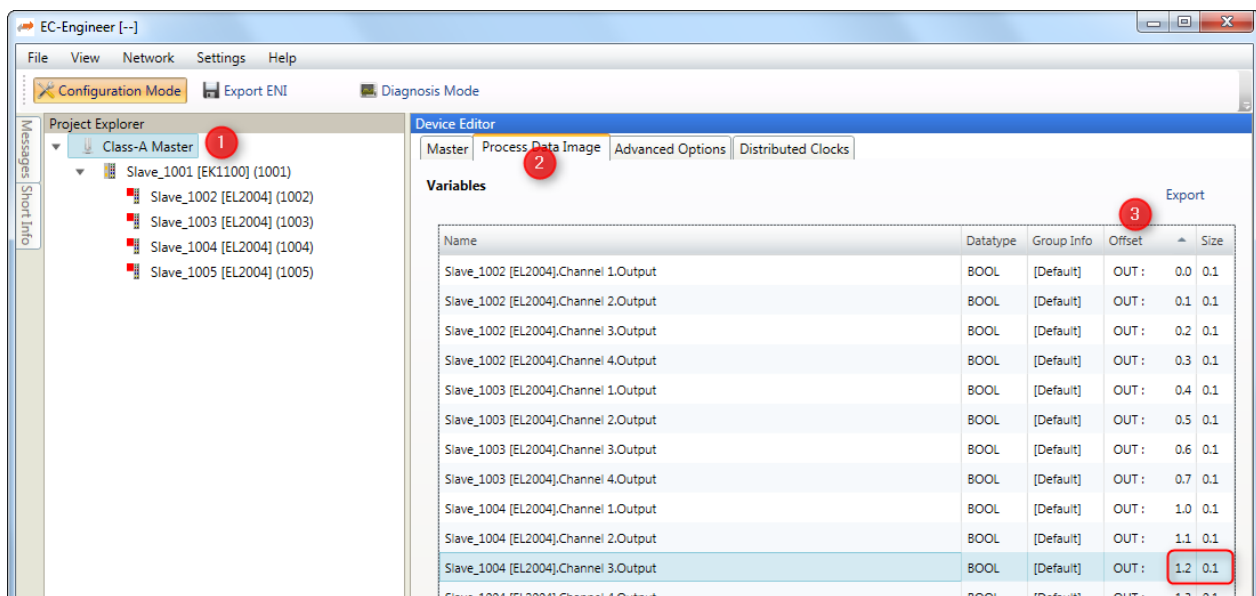 EC-Engineer [--]
File View Network Settings Help
Configuration Mode Export ENI Diagnosis Mode
Messages
Short Info
Project Explorer
Class-A Master 1
Slave_1001 [EK1100] (1001)
Slave_1002 [EL2004] (1002)
Slave_1003 [EL2004] (1003)
Slave_1004 [EL2004] (1004)
Slave_1005 [EL2004] (1005)
Device Editor
Master Process Data Image Advanced Options Distributed Clocks
2
Variables
Export
3
Name Datatype Group Info Offset Size
Slave_1002 [EL2004].Channel 1.Output BOOL [Default] OUT : 0.0 0.1
Slave_1002 [EL2004].Channel 2.Output BOOL [Default] OUT : 0.1 0.1
Slave_1002 [EL2004].Channel 3.Output BOOL [Default] OUT : 0.2 0.1
Slave_1002 [EL2004].Channel 4.Output BOOL [Default] OUT : 0.3 0.1
Slave_1003 [EL2004].Channel 1.Output BOOL [Default] OUT : 0.4 0.1
Slave_1003 [EL2004].Channel 2.Output BOOL [Default] OUT : 0.5 0.1
Slave_1003 [EL2004].Channel 3.Output BOOL [Default] OUT : 0.6 0.1
Slave_1003 [EL2004].Channel 4.Output BOOL [Default] OUT : 0.7 0.1
Slave_1004 [EL2004].Channel 1.Output BOOL [Default] OUT : 1.0 0.1
Slave_1004 [EL2004].Channel 2.Output BOOL [Default] OUT : 1.1 0.1
Slave_1004 [EL2004].Channel 3.Output BOOL [Default] OUT : 1.2 0.1